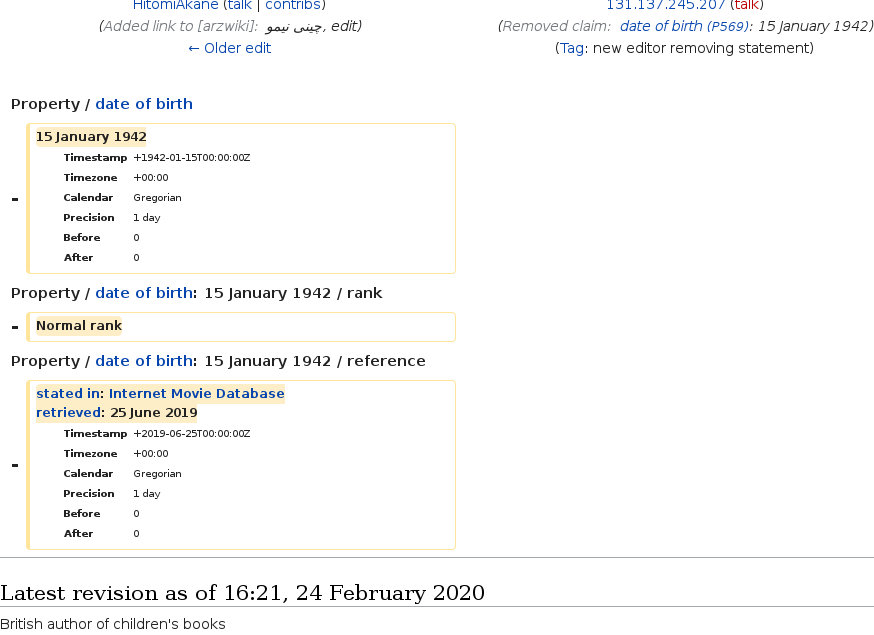 HitomiAkane (talk | contribs)
(Added link to [arzwiki]: چينى نيمو, edit)
← Older edit
131.137.245.207 (talk)
(Removed claim: date of birth (P569): 15 January 1942)
(Tag: new editor removing statement)
Property / date of birth
-
15 January 1942
Timestamp +1942-01-15T00:00:00Z
Timezone +00:00
Calendar Gregorian
Precision 1 day
Before 0
After 0
Property / date of birth: 15 January 1942 / rank
-
Normal rank
Property / date of birth: 15 January 1942 / reference
-
stated in: Internet Movie Database
retrieved: 25 June 2019
Timestamp +2019-06-25T00:00:00Z
Timezone +00:00
Calendar Gregorian
Precision 1 day
Before 0
After 0
Latest revision as of 16:21, 24 February 2020
British author of children's books